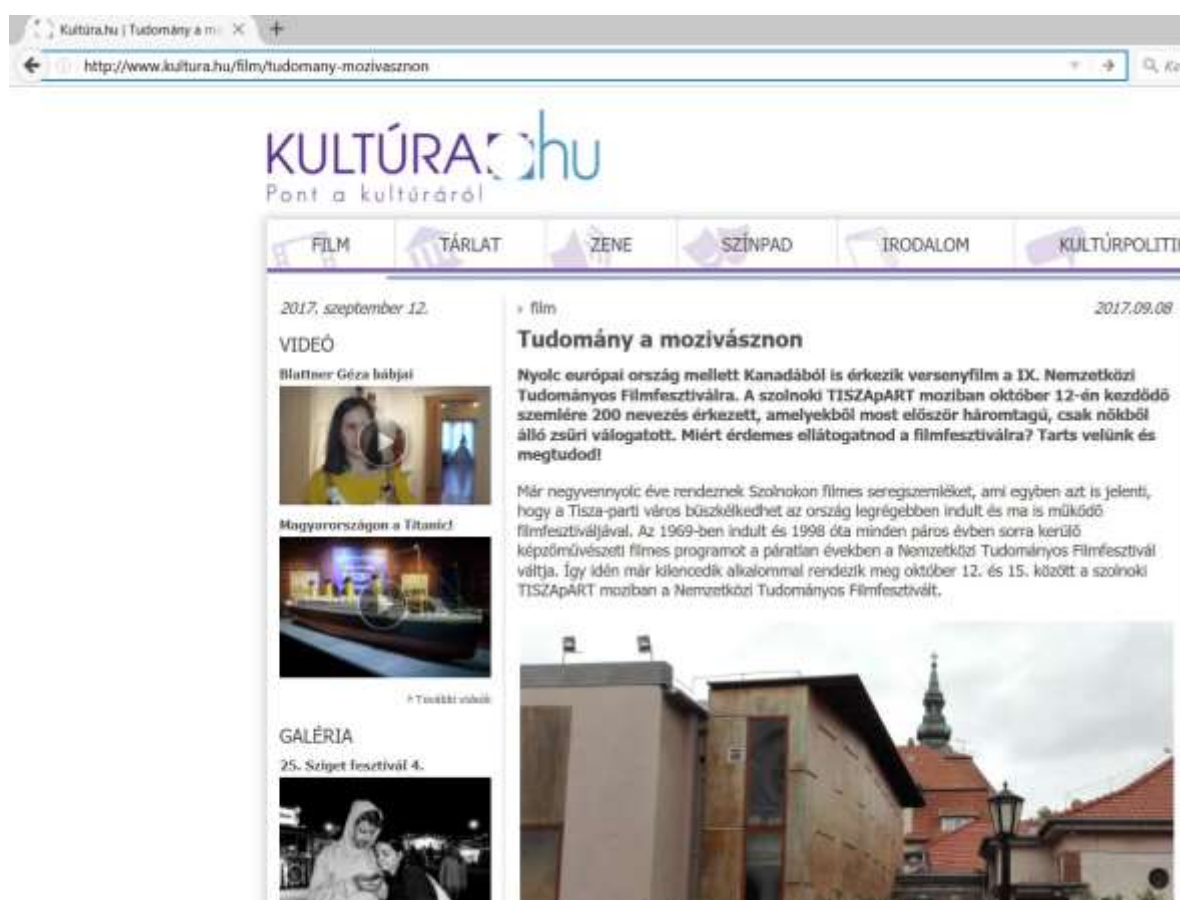 Kultúra.hu | Tudomány a m
http://www.kultura.hu/film/tudomany-mozivasznon
KULTÚRA.hu
Pont a kultúráról
FILM TÁRLAT ZENE SZÍNPAD IRODALOM KULTÚRPOLITI
2017. szeptember 12.
VIDEÓ
Blattner Géza bábjai
Magyarországon a Titanic!
» További videók
GALÉRIA
25. Sziget fesztivál 4.
» film 2017.09.08
Tudomány a mozivásznon
Nyolc európai ország mellett Kanadából is érkezik versenyfilm a IX. Nemzetközi
Tudományos Filmfesztiválra. A szolnoki TISZApART moziban október 12-én kezdődő
szemlére 200 nevezés érkezett, amelyekből most először háromtagú, csak nőkből
álló zsűri válogatott. Miért érdemes ellátogatnod a filmfesztiválra? Tarts velünk és
megtudod!
Már negyvennyolc éve rendeznek Szolnokon filmes seregszemléket, ami egyben azt is jelenti,
hogy a Tisza-parti város büszkélkedhet az ország legrégebben indult és ma is működő
filmfesztiváljával. Az 1969-ben indult és 1998 óta minden páros évben sorra kerülő
képzőművészeti filmes programot a páratlan években a Nemzetközi Tudományos Filmfesztivál
váltja. Így idén már kilencedik alkalommal rendezik meg október 12. és 15. között a szolnoki
TISZApART moziban a Nemzetközi Tudományos Filmfesztivált.